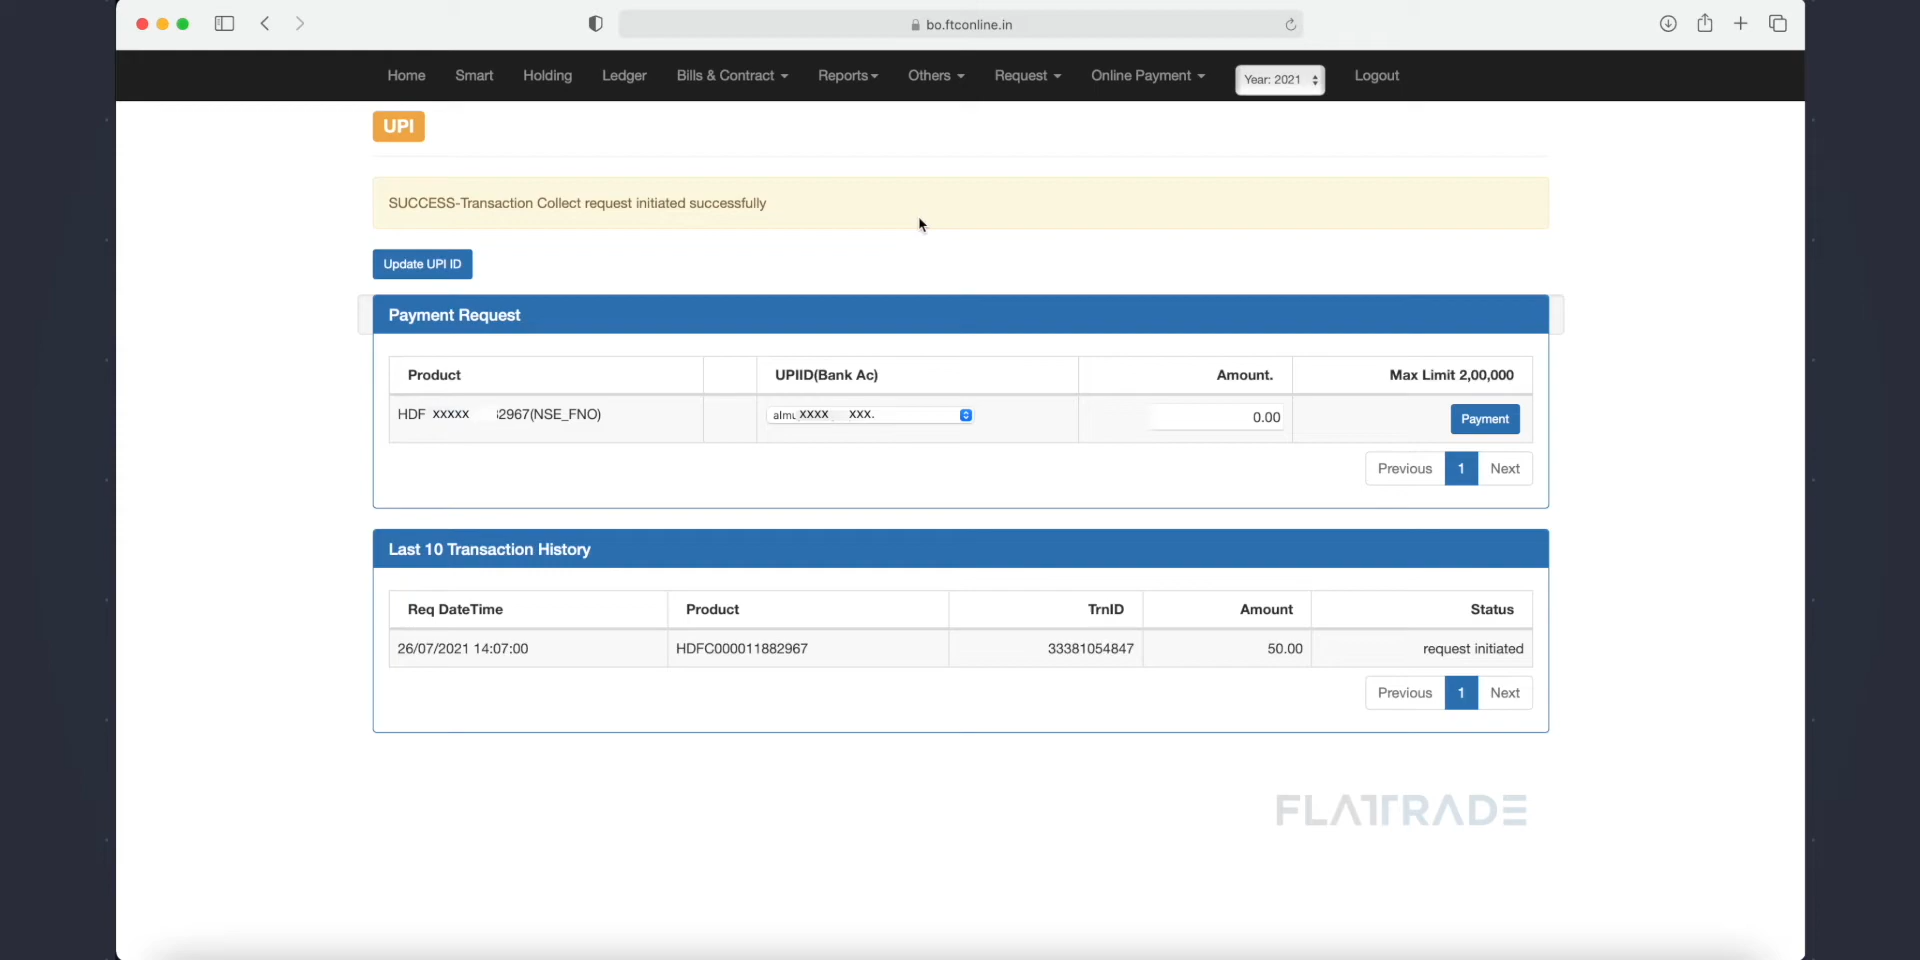 bo.ftconline.in
Home Smart Holding Ledger Bills & Contract Reports Others Request Online Payment Year: 2021 Logout
UPI
SUCCESS-Transaction Collect request initiated successfully
Update UPI ID
Payment Request
Product UPIID(Bank Ac) Amount. Max Limit 2,00,000
HDF XXXXX 2967(NSE_FNO) almu XXXX XXX. 0.00 Payment
Previous 1 Next
Last 10 Transaction History
Req DateTime Product TrnID Amount Status
26/07/2021 14:07:00 HDFC000011882967 33381054847 50.00 request initiated
Previous 1 Next
FLATTRADE